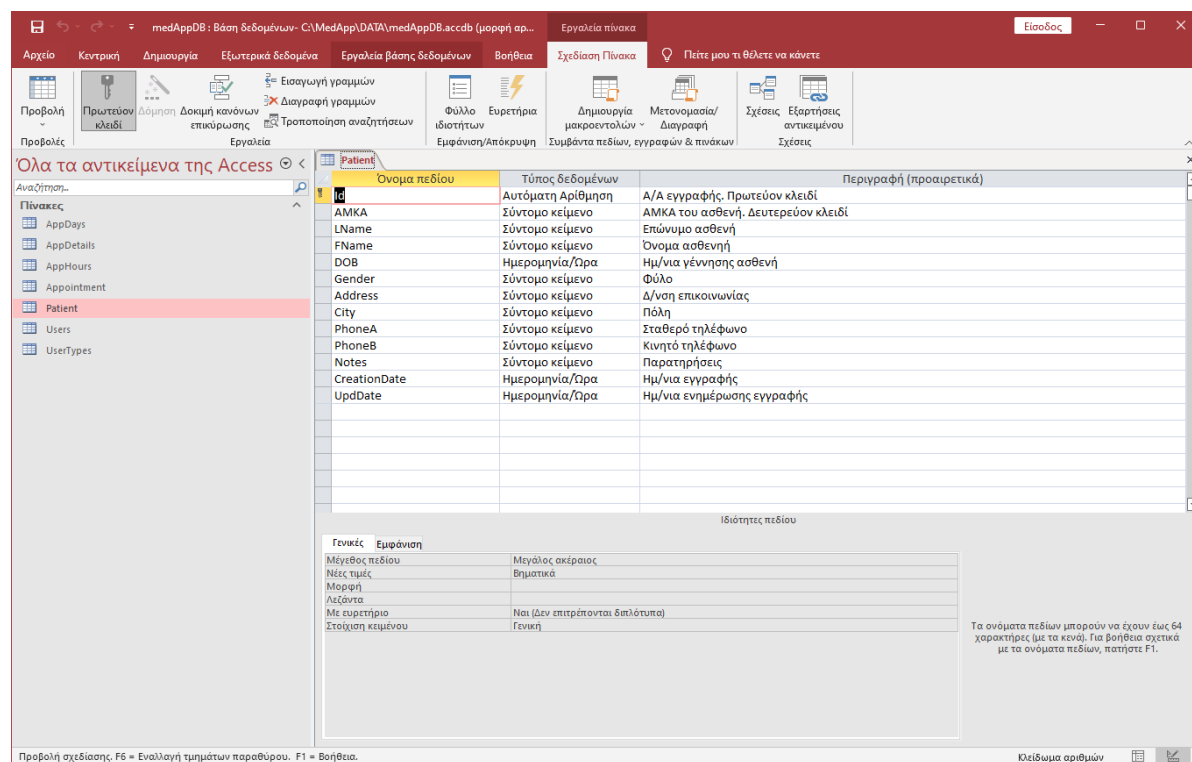 medAppDB : Βάση δεδομένων- C:\MedApp\DATA\medAppDB.accdb (μορφή αρ... Εργαλεία πίνακα Είσοδος
Αρχείο Κεντρική Δημιουργία Εξωτερικά δεδομένα Εργαλεία βάσης δεδομένων Βοήθεια Σχεδίαση Πίνακα Πείτε μου τι θέλετε να κάνετε
Προβολή
Πρωτεύον κλειδί
Δόμηση
Δοκιμή κανόνων επικύρωσης
Εισαγωγή γραμμών
Διαγραφή γραμμών
Τροποποίηση αναζητήσεων
Φύλλο ιδιοτήτων
Ευρετήρια
Δημιουργία μακροεντολών
Μετονομασία/ Διαγραφή
Σχέσεις
Εξαρτήσεις αντικειμένου
Προβολές Εργαλεία Εμφάνιση/Απόκρυψη Συμβάντα πεδίων, εγγραφών & πινάκων Σχέσεις
Όλα τα αντικείμενα της Access
Αναζήτηση...
Πίνακες
AppDays
AppDetails
AppHours
Appointment
Patient
Users
UserTypes
Patient
Όνομα πεδίου Τύπος δεδομένων Περιγραφή (προαιρετικά)
Id Αυτόματη Αρίθμηση Α/Α εγγραφής. Πρωτεύον κλειδί
AMKA Σύντομο κείμενο ΑΜΚΑ του ασθενή. Δευτερεύον κλειδί
LName Σύντομο κείμενο Επώνυμο ασθενή
FName Σύντομο κείμενο Όνομα ασθενηή
DOB Ημερομηνία/Ώρα Ημ/νια γέννησης ασθενή
Gender Σύντομο κείμενο Φύλο
Address Σύντομο κείμενο Δ/νση επικοινωνίας
City Σύντομο κείμενο Πόλη
PhoneA Σύντομο κείμενο Σταθερό τηλέφωνο
PhoneB Σύντομο κείμενο Κινητό τηλέφωνο
Notes Σύντομο κείμενο Παρατηρήσεις
CreationDate Ημερομηνία/Ώρα Ημ/νια εγγραφής
UpdDate Ημερομηνία/Ώρα Ημ/νια ενημέρωσης εγγραφής
Ιδιότητες πεδίου
Γενικές Εμφάνιση
Μέγεθος πεδίου Μεγάλος ακέραιος
Νέες τιμές Βηματικά
Μορφή
Λεζάντα
Με ευρετήριο Ναι (Δεν επιτρέπονται διπλότυπα)
Στοίχιση κειμένου Γενική
Τα ονόματα πεδίων μπορούν να έχουν έως 64
χαρακτήρες (με τα κενά). Για βοήθεια σχετικά
με τα ονόματα πεδίων, πατήστε F1.
Προβολή σχεδίασης. F6 = Εναλλαγή τμημάτων παραθύρου. F1 = Βοήθεια. Κλείδωμα αριθμών